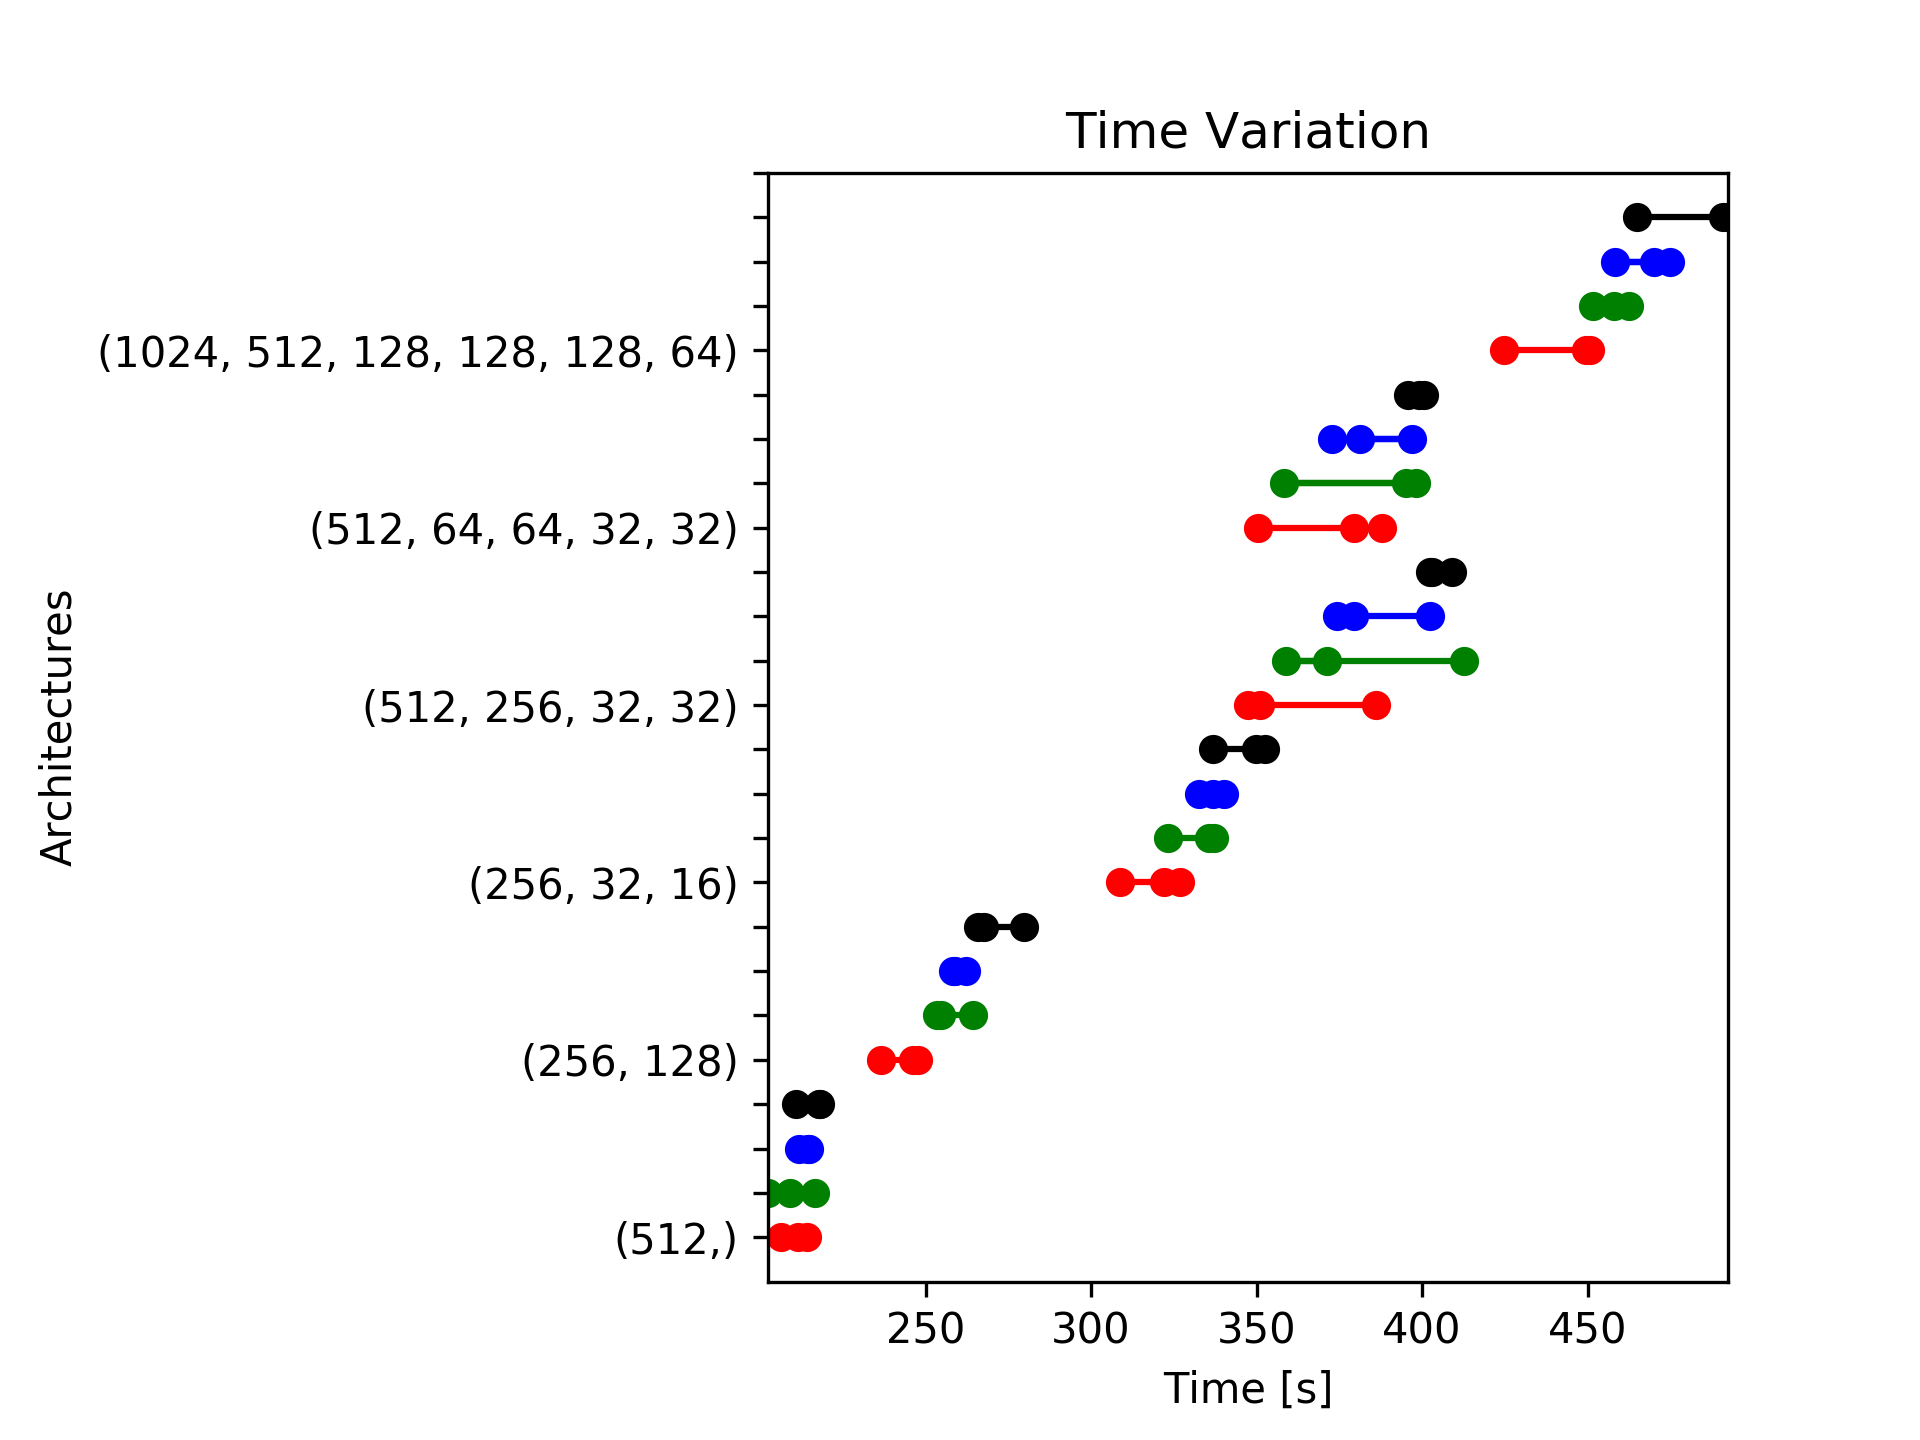 Time Variation
(1024, 512, 128, 128, 128, 64)
(512, 64, 64, 32, 32)
(512, 256, 32, 32)
(256, 32, 16)
(256, 128)
(512,)
Architectures
250 300 350 400 450
Time [s]